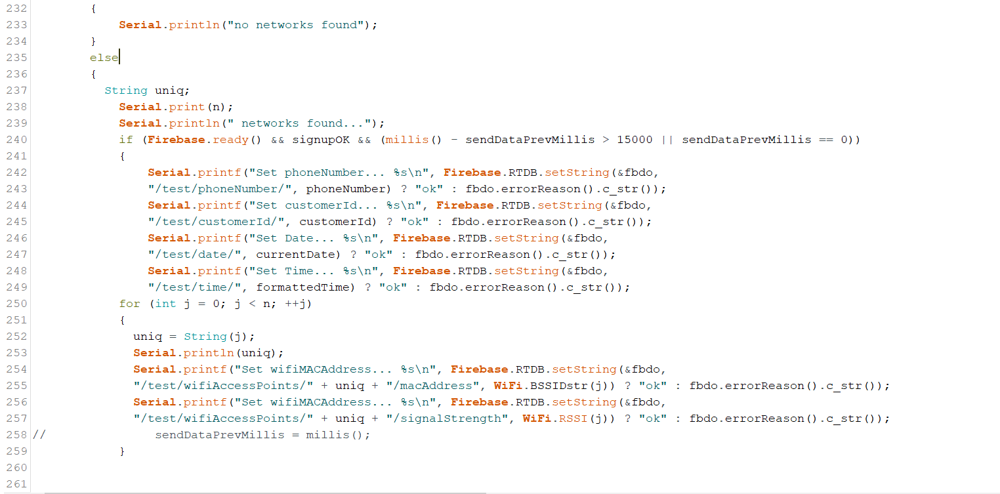 232         {
233             Serial.println("no networks found");
234         }
235         else
236         {
237           String uniq;
238             Serial.print(n);
239             Serial.println(" networks found...");
240             if (Firebase.ready() && signupOK && (millis() - sendDataPrevMillis > 15000 || sendDataPrevMillis == 0))
241             {
242                 Serial.printf("Set phoneNumber... %s\n", Firebase.RTDB.setString(&fbdo,
243                 "/test/phoneNumber/", phoneNumber) ? "ok" : fbdo.errorReason().c_str());
244                 Serial.printf("Set customerId... %s\n", Firebase.RTDB.setString(&fbdo,
245                 "/test/customerId/", customerId) ? "ok" : fbdo.errorReason().c_str());
246                 Serial.printf("Set Date... %s\n", Firebase.RTDB.setString(&fbdo,
247                 "/test/date/", currentDate) ? "ok" : fbdo.errorReason().c_str());
248                 Serial.printf("Set Time... %s\n", Firebase.RTDB.setString(&fbdo,
249                 "/test/time/", formattedTime) ? "ok" : fbdo.errorReason().c_str());
250             for (int j = 0; j < n; ++j)
251             {
252               uniq = String(j);
253               Serial.println(uniq);
254               Serial.printf("Set wifiMACAddress... %s\n", Firebase.RTDB.setString(&fbdo,
255               "/test/wifiAccessPoints/" + uniq + "/macAddress", WiFi.BSSIDstr(j)) ? "ok" : fbdo.errorReason().c_str());
256               Serial.printf("Set wifiMACAddress... %s\n", Firebase.RTDB.setString(&fbdo,
257               "/test/wifiAccessPoints/" + uniq + "/signalStrength", WiFi.RSSI(j)) ? "ok" : fbdo.errorReason().c_str());
258 //               sendDataPrevMillis = millis();
259             }
260
261